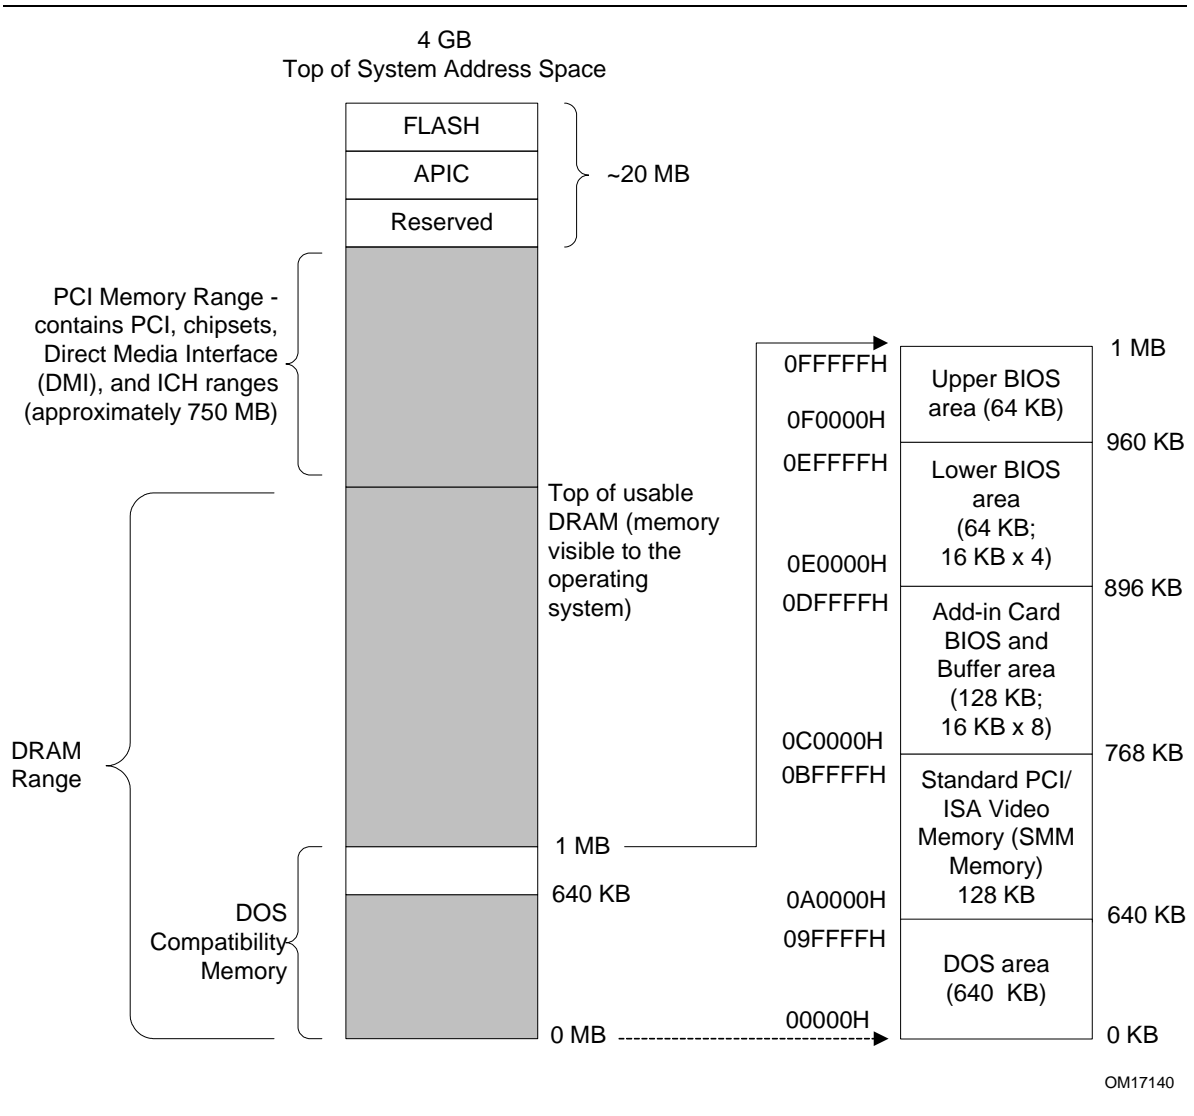 4 GB
Top of System Address Space
FLASH
APIC
Reserved
~20 MB
PCI Memory Range -
contains PCI, chipsets,
Direct Media Interface
(DMI), and ICH ranges
(approximately 750 MB)
Top of usable
DRAM (memory
visible to the
operating
system)
DRAM
Range
1 MB
640 KB
DOS
Compatibility
Memory
0 MB
0FFFFFH
0F0000H
0EFFFFH
0E0000H
0DFFFFH
0C0000H
0BFFFFH
0A0000H
09FFFFH
00000H
Upper BIOS
area (64 KB)
Lower BIOS
area
(64 KB;
16 KB x 4)
Add-in Card
BIOS and
Buffer area
(128 KB;
16 KB x 8)
Standard PCI/
ISA Video
Memory (SMM
Memory)
128 KB
DOS area
(640 KB)
1 MB
960 KB
896 KB
768 KB
640 KB
0 KB
OM17140